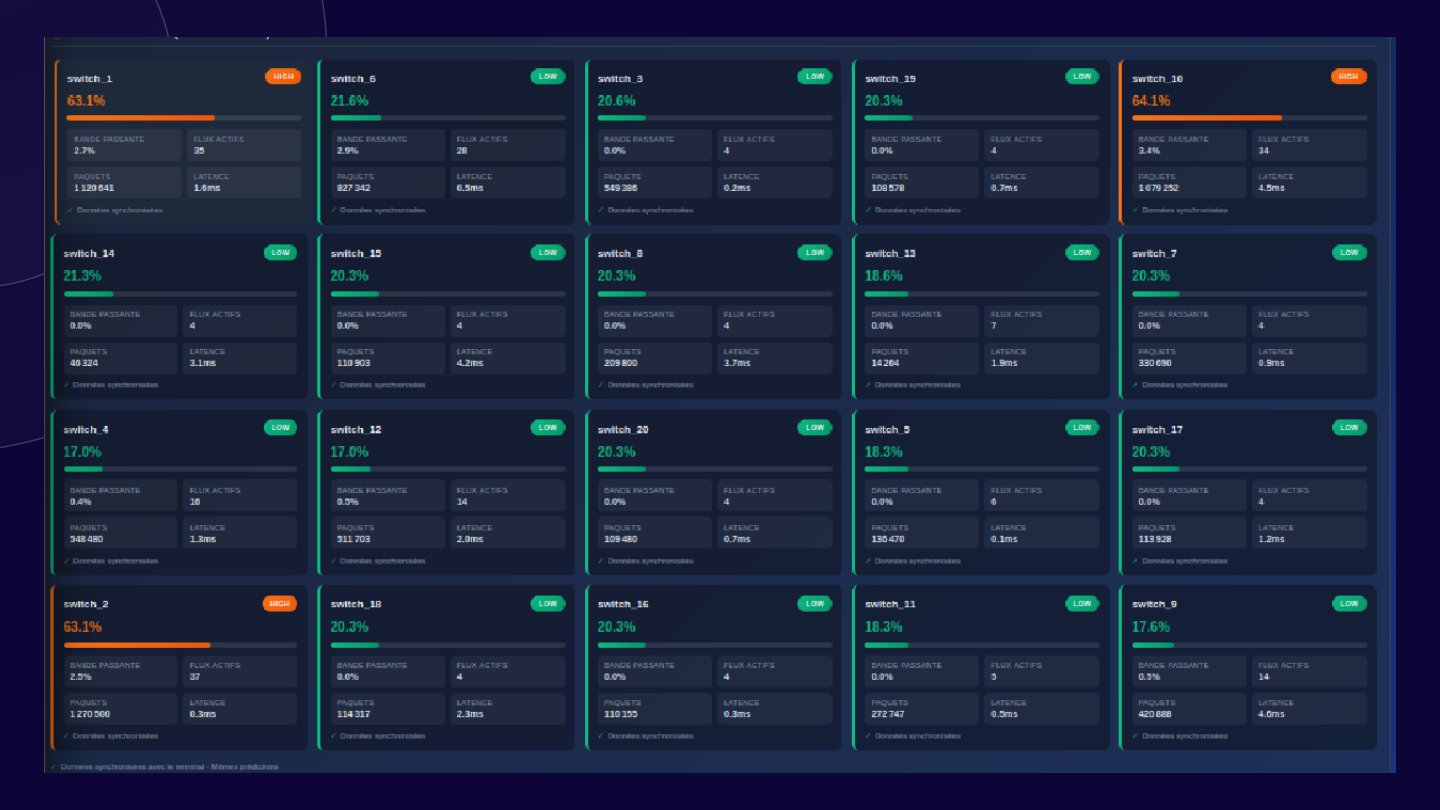 switch_1 HIGH
63.1%
BANDE PASSANTE FLUX ACTIFS
2.7% 35
PAQUETS LATENCE
1 120 641 1.6ms
✓ Données synchronisées
switch_6 LOW
21.6%
BANDE PASSANTE FLUX ACTIFS
2.9% 28
PAQUETS LATENCE
827 342 0.5ms
✓ Données synchronisées
switch_3 LOW
20.6%
BANDE PASSANTE FLUX ACTIFS
0.0% 4
PAQUETS LATENCE
549 386 0.2ms
✓ Données synchronisées
switch_19 LOW
20.3%
BANDE PASSANTE FLUX ACTIFS
0.0% 4
PAQUETS LATENCE
108 578 0.7ms
✓ Données synchronisées
switch_10 HIGH
64.1%
BANDE PASSANTE FLUX ACTIFS
3.4% 34
PAQUETS LATENCE
1 079 252 4.5ms
✓ Données synchronisées
switch_14 LOW
21.3%
BANDE PASSANTE FLUX ACTIFS
0.0% 4
PAQUETS LATENCE
46 324 3.1ms
✓ Données synchronisées
switch_15 LOW
20.3%
BANDE PASSANTE FLUX ACTIFS
0.0% 4
PAQUETS LATENCE
110 903 4.2ms
✓ Données synchronisées
switch_8 LOW
20.3%
BANDE PASSANTE FLUX ACTIFS
0.0% 4
PAQUETS LATENCE
209 800 3.7ms
✓ Données synchronisées
switch_13 LOW
18.6%
BANDE PASSANTE FLUX ACTIFS
0.0% 7
PAQUETS LATENCE
14 264 1.9ms
✓ Données synchronisées
switch_7 LOW
20.3%
BANDE PASSANTE FLUX ACTIFS
0.0% 4
PAQUETS LATENCE
330 690 0.9ms
✓ Données synchronisées
switch_4 LOW
17.0%
BANDE PASSANTE FLUX ACTIFS
0.4% 16
PAQUETS LATENCE
548 480 1.3ms
✓ Données synchronisées
switch_12 LOW
17.0%
BANDE PASSANTE FLUX ACTIFS
0.5% 14
PAQUETS LATENCE
511 703 2.0ms
✓ Données synchronisées
switch_20 LOW
20.3%
BANDE PASSANTE FLUX ACTIFS
0.0% 4
PAQUETS LATENCE
109 480 0.7ms
✓ Données synchronisées
switch_5 LOW
18.3%
BANDE PASSANTE FLUX ACTIFS
0.0% 6
PAQUETS LATENCE
136 470 0.1ms
✓ Données synchronisées
switch_17 LOW
20.3%
BANDE PASSANTE FLUX ACTIFS
0.0% 4
PAQUETS LATENCE
113 928 1.2ms
✓ Données synchronisées
switch_2 HIGH
63.1%
BANDE PASSANTE FLUX ACTIFS
2.5% 37
PAQUETS LATENCE
1 270 500 0.3ms
✓ Données synchronisées
switch_18 LOW
20.3%
BANDE PASSANTE FLUX ACTIFS
0.0% 4
PAQUETS LATENCE
114 317 2.3ms
✓ Données synchronisées
switch_16 LOW
20.3%
BANDE PASSANTE FLUX ACTIFS
0.0% 4
PAQUETS LATENCE
110 155 0.3ms
✓ Données synchronisées
switch_11 LOW
18.3%
BANDE PASSANTE FLUX ACTIFS
0.0% 5
PAQUETS LATENCE
272 747 0.5ms
✓ Données synchronisées
switch_9 LOW
17.6%
BANDE PASSANTE FLUX ACTIFS
0.5% 14
PAQUETS LATENCE
420 888 4.6ms
✓ Données synchronisées
✓ Données synchronisées avec le terminal - Mêmes prédictions